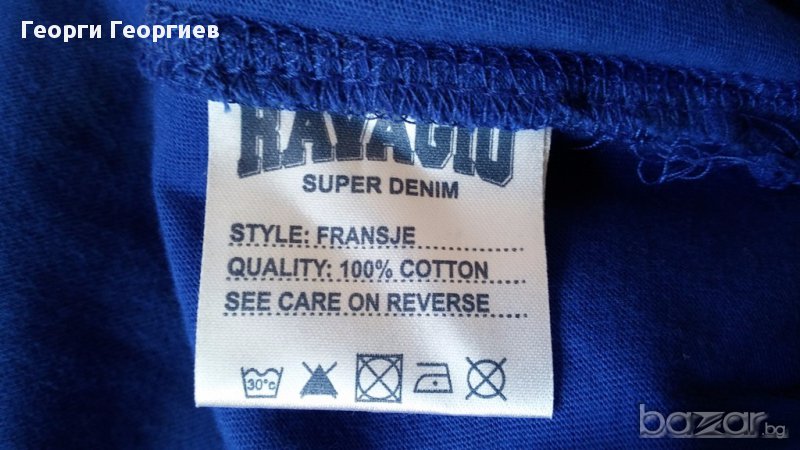 Георги Георгиев
SUPER DENIM
STYLE: FRANSJE
QUALITY: 100% COTTON
SEE CARE ON REVERSE
30°C
bazar.bg